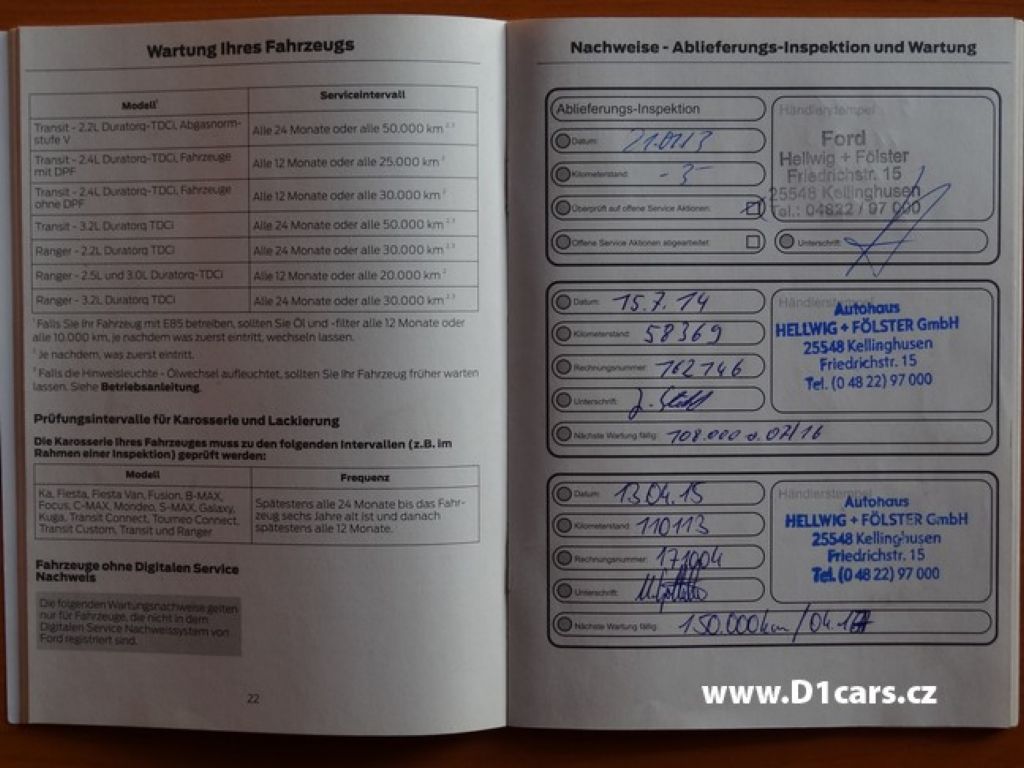 Wartung Ihres Fahrzeugs
Modell¹ Serviceintervall
Transit - 2.2L Duratorq-TDCi, Abgasnorm-
stufe V
Alle 24 Monate oder alle 50.000 km ²,³
Transit - 2.4L Duratorq-TDCi, Fahrzeuge
mit DPF
Alle 12 Monate oder alle 25.000 km ²
Transit - 2.4L Duratorq-TDCi, Fahrzeuge
ohne DPF
Alle 12 Monate oder alle 30.000 km ²
Transit - 3.2L Duratorq TDCi Alle 24 Monate oder alle 50.000 km ²,³
Ranger - 2.2L Duratorq-TDCi Alle 24 Monate oder alle 30.000 km ²
Ranger - 2.5L und 3.0L Duratorq-TDCi Alle 12 Monate oder alle 20.000 km ²
Ranger - 3.2L Duratorq TDCi Alle 24 Monate oder alle 30.000 km ²,³
¹ Falls Sie Ihr Fahrzeug mit E85 betreiben, sollten Sie Öl und -filter alle 12 Monate oder
alle 10.000 km, je nachdem was zuerst eintritt, wechseln lassen.
² Je nachdem, was zuerst eintritt.
³ Falls die Hinweisleuchte - Ölwechsel aufleuchtet, sollten Sie Ihr Fahrzeug früher warten
lassen. Siehe Betriebsanleitung.
Prüfungsintervalle für Karosserie und Lackierung
Die Karosserie Ihres Fahrzeuges muss zu den folgenden Intervallen (z.B. im
Rahmen einer Inspektion) geprüft werden:
Modell Frequenz
Ka, Fiesta, Fiesta Van, Fusion, B-MAX,
Focus, C-MAX, Mondeo, S-MAX, Galaxy,
Kuga, Transit Connect, Tourneo Connect,
Transit Custom, Transit und Ranger
Spätestens alle 24 Monate bis das Fahr-
zeug sechs Jahre alt ist und danach
spätestens alle 12 Monate.
Fahrzeuge ohne Digitalen Service
Nachweis
Die folgenden Wartungsnachweise gelten
nur für Fahrzeuge, die nicht in dem
Digitalen Service Nachweissystem von
Ford registriert sind.
22
Nachweise - Ablieferungs-Inspektion und Wartung
Ablieferungs-Inspektion
Datum: 210113
Kilometerstand: - 3 -
Überprüft auf offene Service Aktionen:
Offene Service Aktionen abgearbeitet:
Händlerstempel
Ford
Hellwig + Fölster
Friedrichstr. 15
25548 Kellinghusen
Tel.: 04822 / 97 000
Unterschrift:
Datum: 15.7.14
Kilometerstand: 58369
Rechnungsnummer: 162746
Unterschrift:
Nächste Wartung fällig: 108.000 o. 07/16
Händlerstempel
Autohaus
HELLWIG + FÖLSTER GmbH
25548 Kellinghusen
Friedrichstr. 15
Tel. (0 48 22) 97 000
Datum: 13.04.15
Kilometerstand: 110113
Rechnungsnummer: 171004
Unterschrift:
Nächste Wartung fällig: 150.000km / 04.17
Händlerstempel
Autohaus
HELLWIG + FÖLSTER GmbH
25548 Kellinghusen
Friedrichstr. 15
Tel. (0 48 22) 97 000
www.D1cars.cz